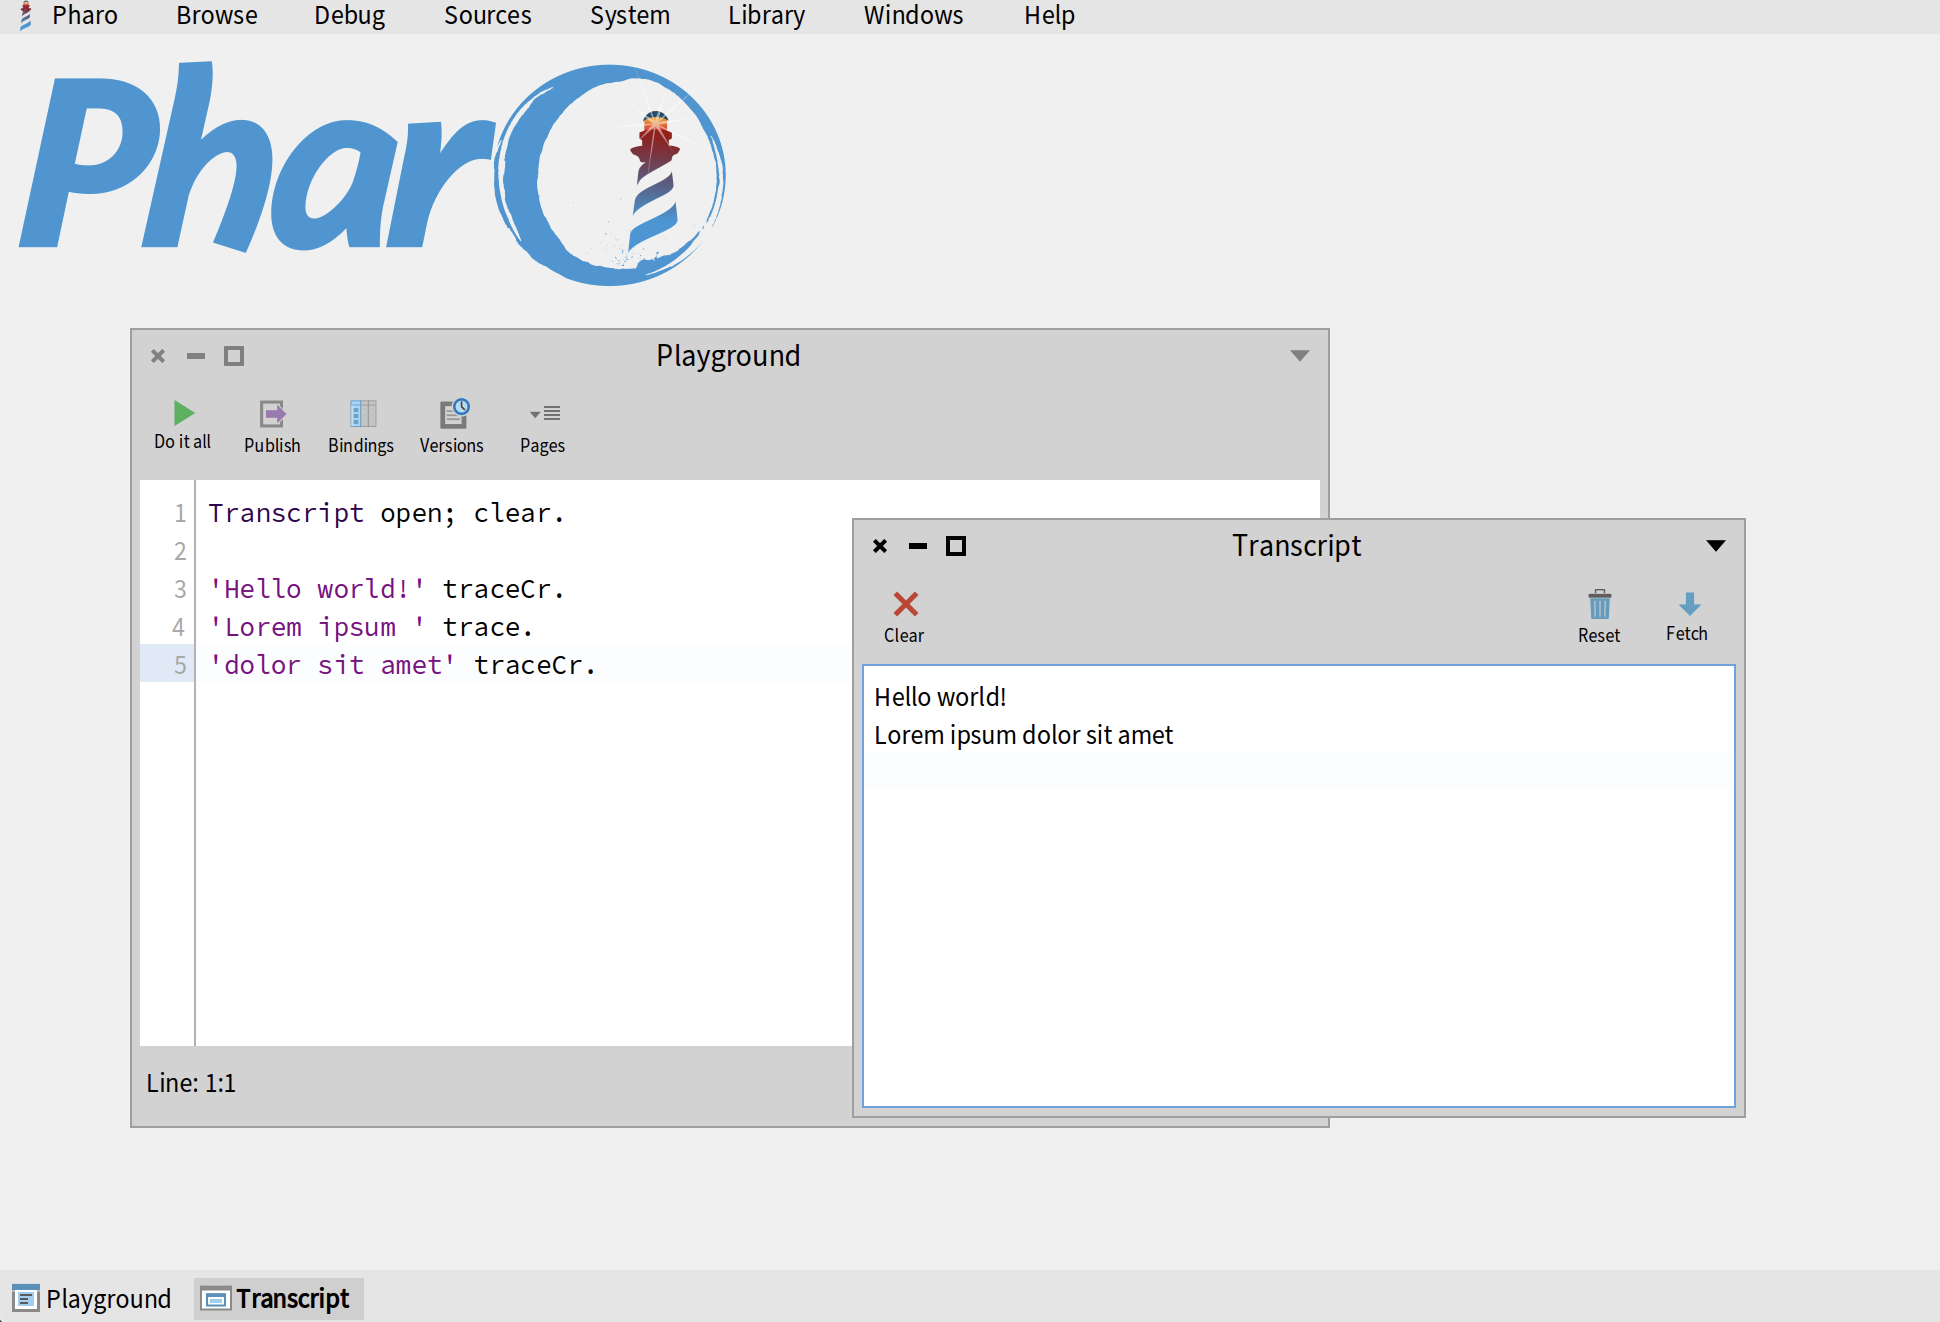 Pharo Browse Debug Sources System Library Windows Help
Pharo
Playground
Do it all Publish Bindings Versions Pages
1 Transcript open; clear.
2
3 'Hello world!' traceCr.
4 'Lorem ipsum ' trace.
5 'dolor sit amet' traceCr.
Line: 1:1
Transcript
Clear Reset Fetch
Hello world!
Lorem ipsum dolor sit amet
Playground Transcript